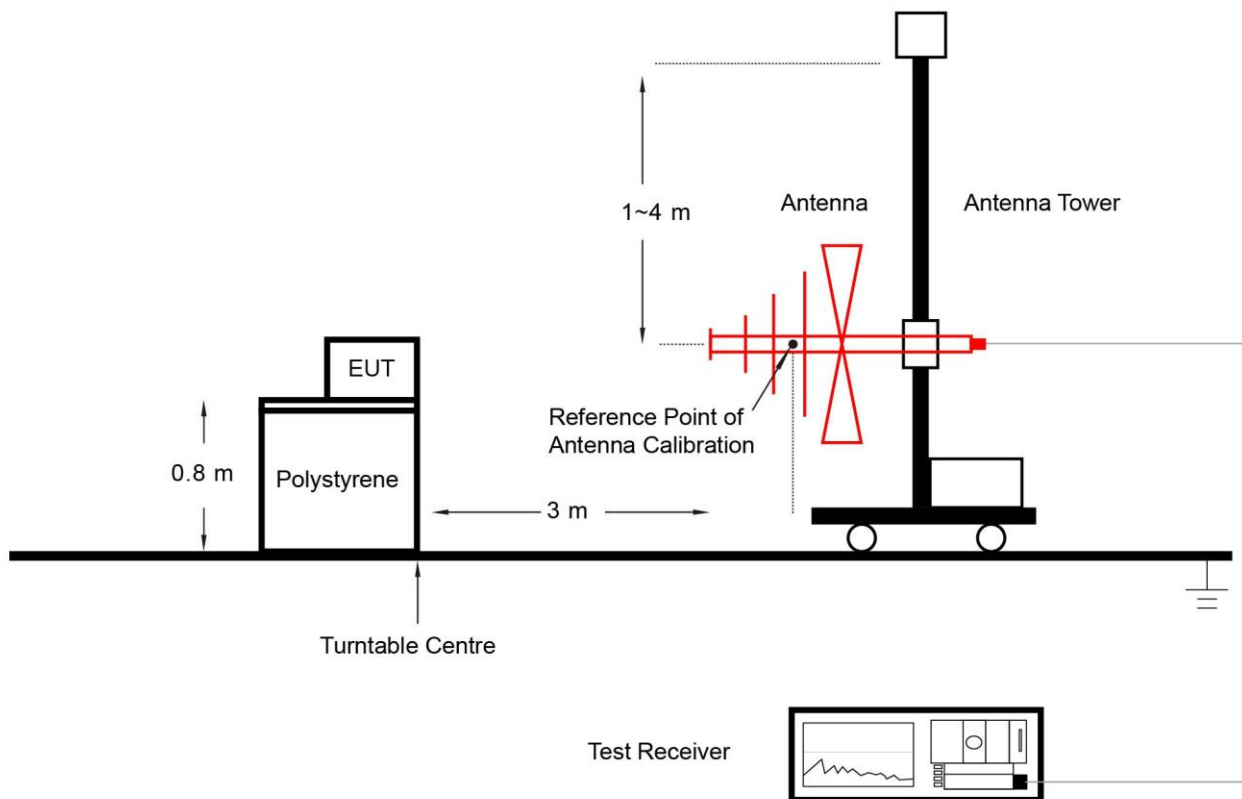 1~4 m
Antenna
Antenna Tower
EUT
Reference Point of
Antenna Calibration
0.8 m
Polystyrene
3 m
Turntable Centre
Test Receiver